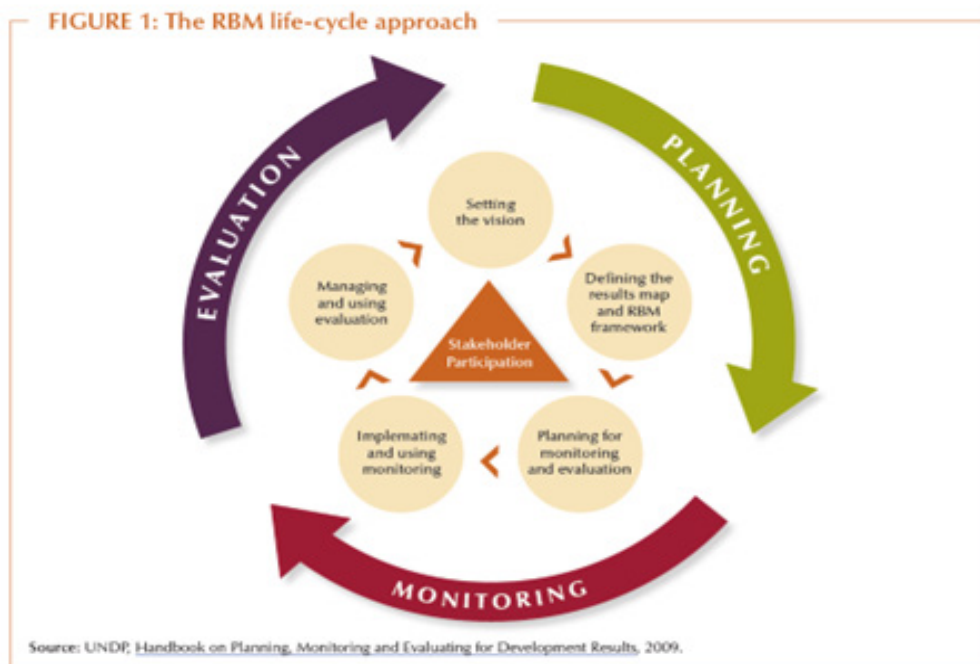 FIGURE 1: The RBM life-cycle approach
EVALUATION
PLANNING
Setting
the vision
Defining the
results map
and RBM
framework
Managing
and using
evaluation
Stakeholder
Participation
Implemating
and using
monitoring
Planning for
monitoring
and evaluation
MONITORING
Source: UNDP, Handbook on Planning, Monitoring and Evaluating for Development Results, 2009.